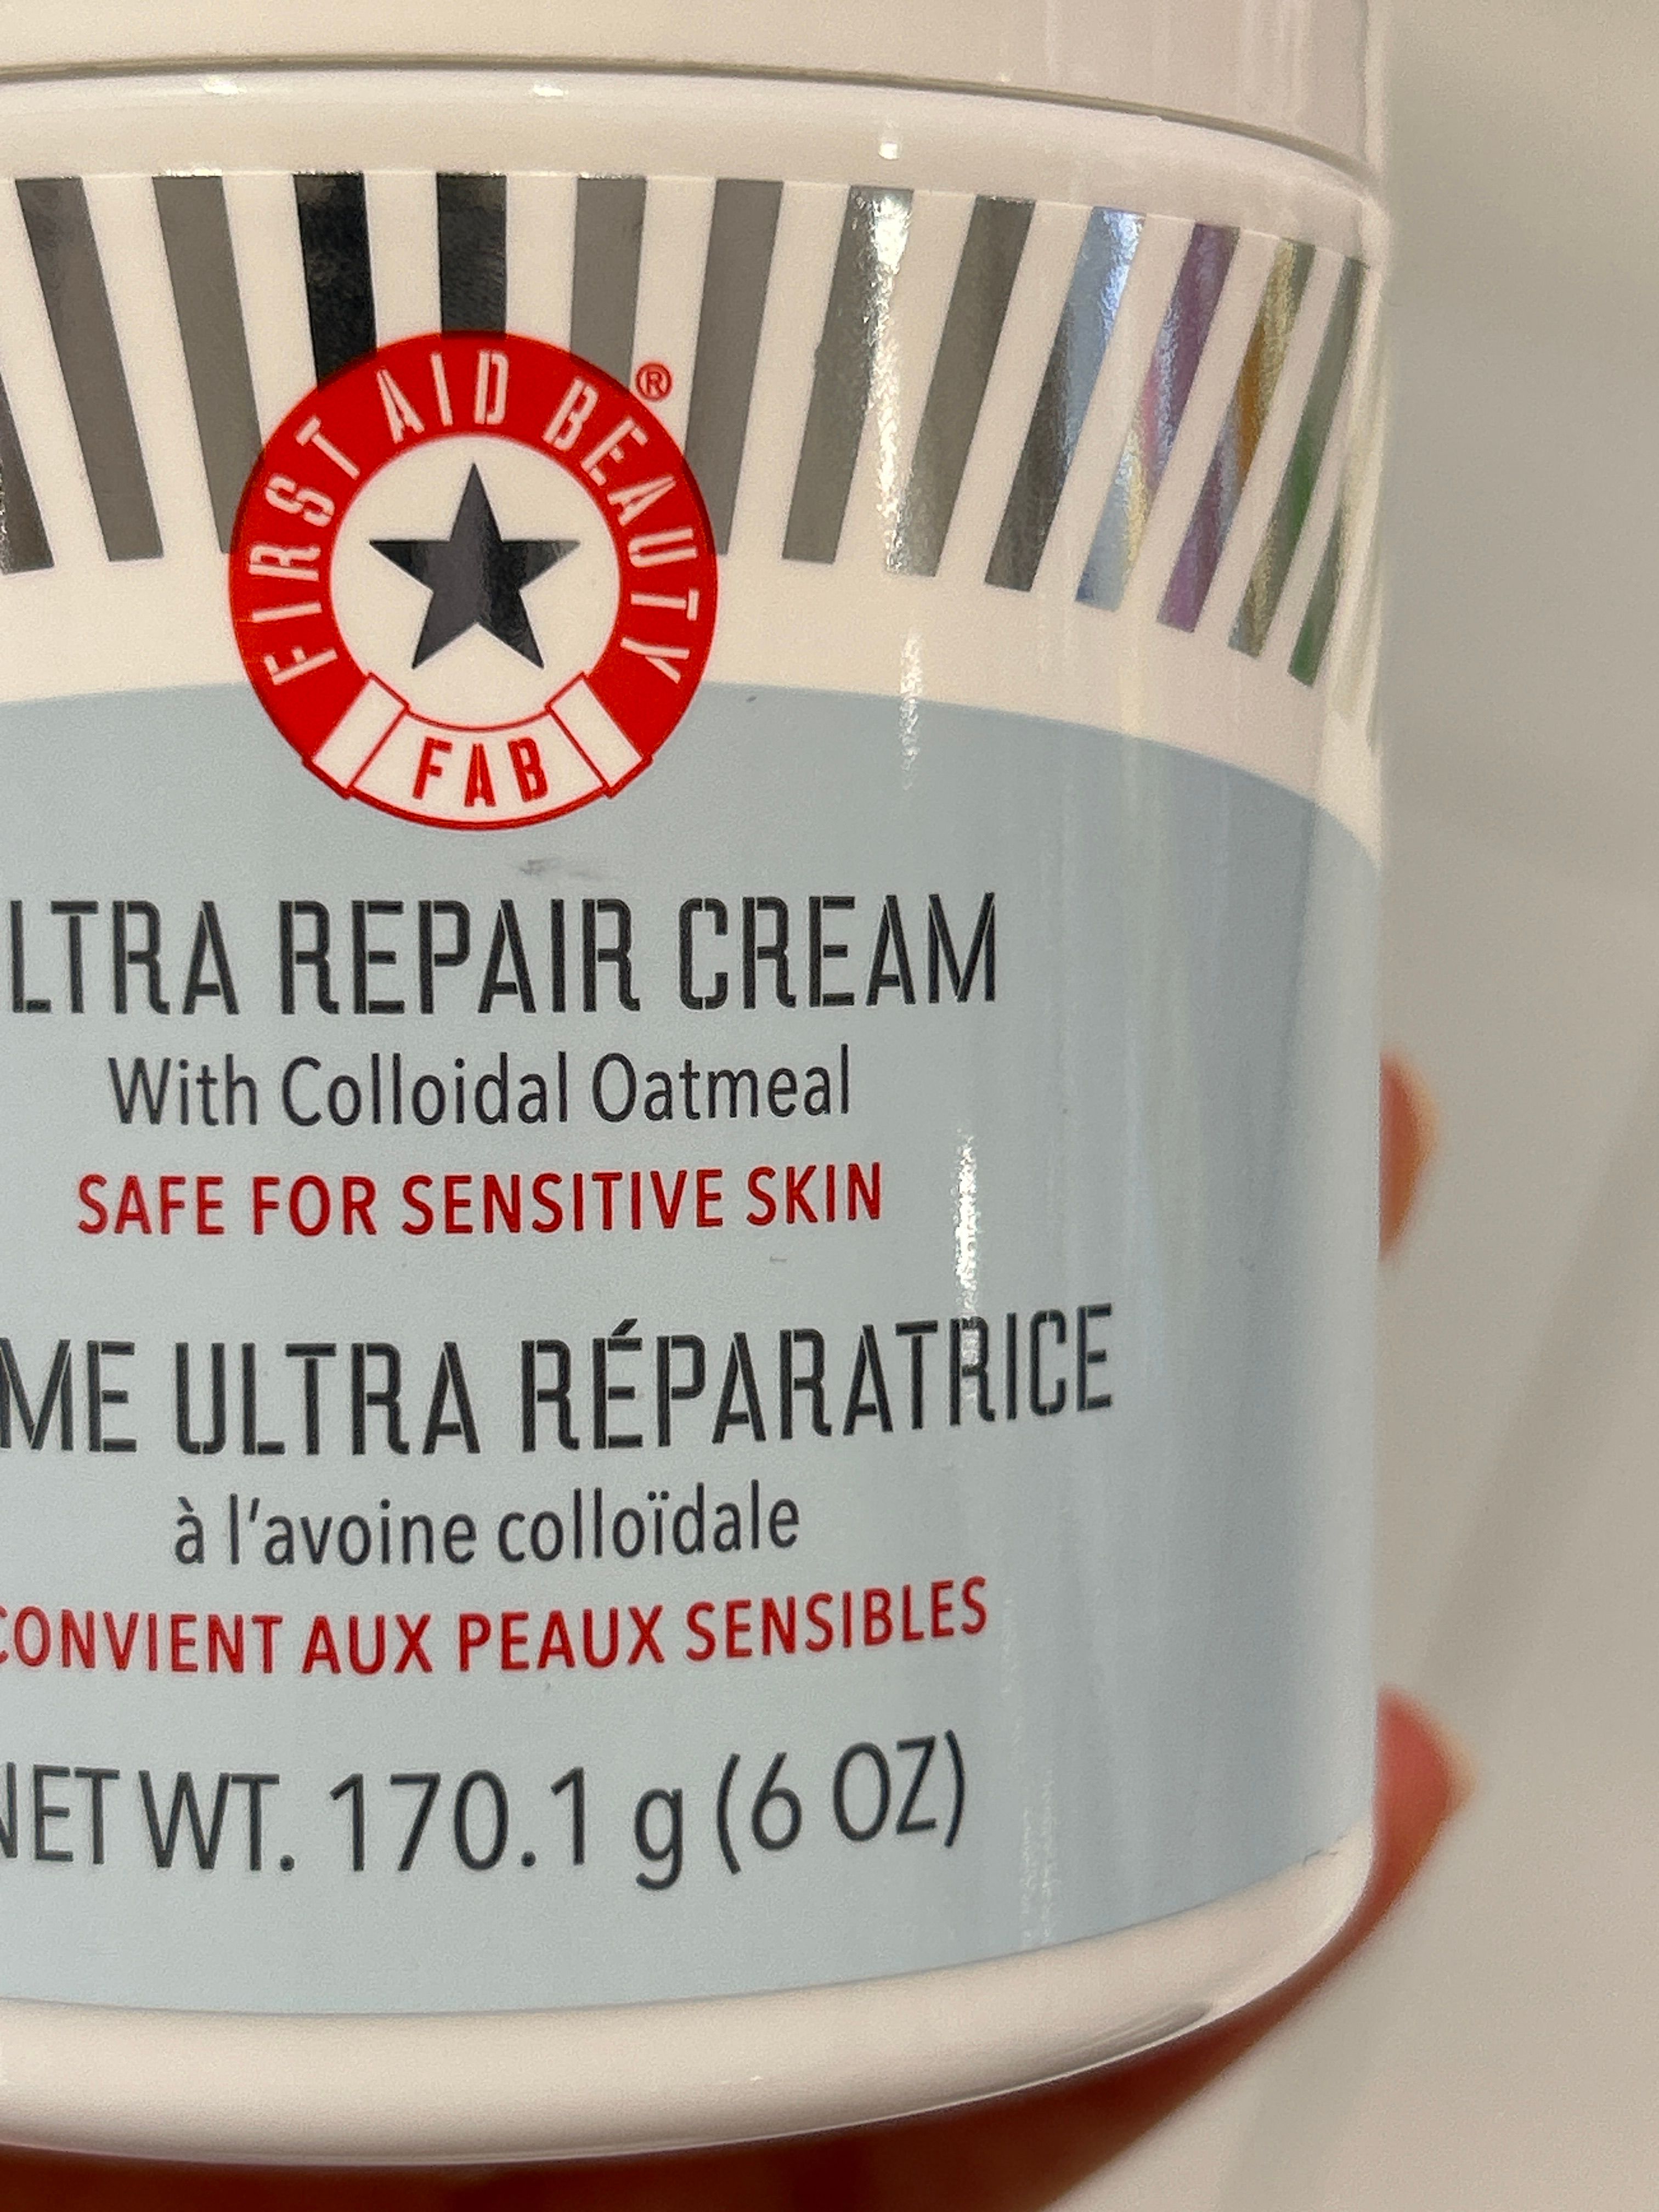 FIRST AID BEAUTY®
FAB
LTRA REPAIR CREAM
With Colloidal Oatmeal
SAFE FOR SENSITIVE SKIN
ME ULTRA RÉPARATRICE
à l'avoine colloïdale
CONVIENT AUX PEAUX SENSIBLES
NET WT. 170.1 g (6 OZ)